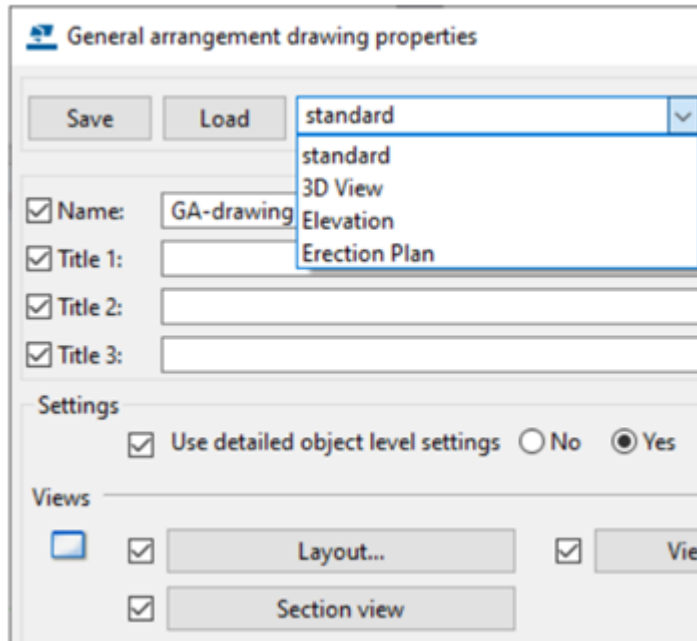 General arrangement drawing properties
Save Load standard
standard
3D View
Name: GA-drawing Elevation
Title 1: Erection Plan
Title 2:
Title 3:
Settings
Use detailed object level settings No Yes
Views
Layout... Vie
Section view